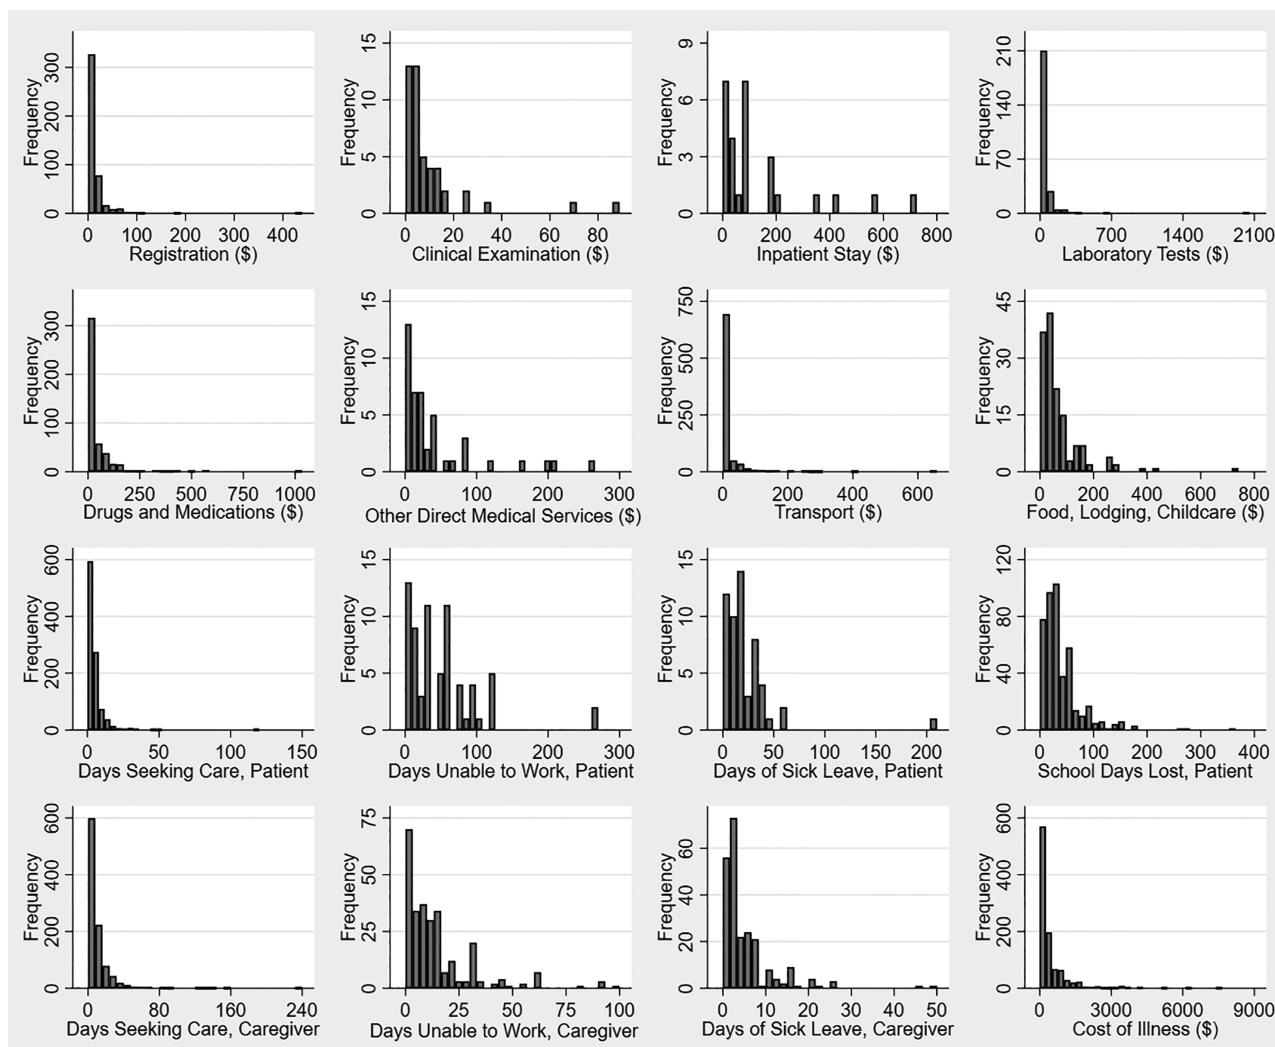 Frequency
0 100 200 300
0 100 200 300 400
Registration ($)
Frequency
0 5 10 15
0 20 40 60 80
Clinical Examination ($)
Frequency
0 3 6 9
0 200 400 600 800
Inpatient Stay ($)
Frequency
0 70 140 210
0 700 1400 2100
Laboratory Tests ($)
Frequency
0 100 200 300
0 250 500 750 1000
Drugs and Medications ($)
Frequency
0 5 10 15
0 100 200 300
Other Direct Medical Services ($)
Frequency
0 250 500 750
0 200 400 600
Transport ($)
Frequency
0 15 30 45
0 200 400 600 800
Food, Lodging, Childcare ($)
Frequency
0 200 400 600
0 50 100 150
Days Seeking Care, Patient
Frequency
0 5 10 15
0 100 200 300
Days Unable to Work, Patient
Frequency
0 5 10 15
0 50 100 150 200
Days of Sick Leave, Patient
Frequency
0 40 80 120
0 100 200 300 400
School Days Lost, Patient
Frequency
0 200 400 600
0 80 160 240
Days Seeking Care, Caregiver
Frequency
0 25 50 75
0 25 50 75 100
Days Unable to Work, Caregiver
Frequency
0 20 40 60
0 10 20 30 40 50
Days of Sick Leave, Caregiver
Frequency
0 200 400 600
0 3000 6000 9000
Cost of Illness ($)